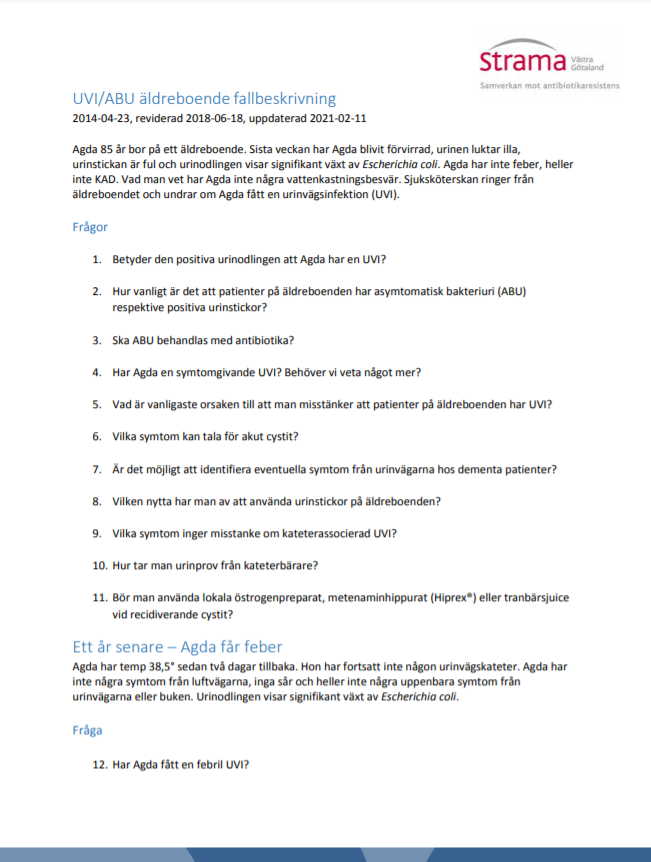 Strama Västra
Götaland
Samverkan mot antibiotikaresistens
UVI/ABU äldreboende fallbeskrivning
2014-04-23, reviderad 2018-06-18, uppdaterad 2021-02-11
Agda 85 år bor på ett äldreboende. Sista veckan har Agda blivit förvirrad, urinen luktar illa,
urinstickan är ful och urinodlingen visar signifikant växt av Escherichia coli. Agda har inte feber, heller
inte KAD. Vad man vet har Agda inte några vattenkastningsbesvär. Sjuksköterskan ringer från
äldreboendet och undrar om Agda fått en urinvägsinfektion (UVI).
Frågor
1. Betyder den positiva urinodlingen att Agda har en UVI?
2. Hur vanligt är det att patienter på äldreboenden har asymtomatisk bakteriuri (ABU)
respektive positiva urinstickor?
3. Ska ABU behandlas med antibiotika?
4. Har Agda en symtomgivande UVI? Behöver vi veta något mer?
5. Vad är vanligaste orsaken till att man misstänker att patienter på äldreboenden har UVI?
6. Vilka symtom kan tala för akut cystit?
7. Är det möjligt att identifiera eventuella symtom från urinvägarna hos dementa patienter?
8. Vilken nytta har man av att använda urinstickor på äldreboenden?
9. Vilka symtom inger misstanke om kateterassocierad UVI?
10. Hur tar man urinprov från kateterbärare?
11. Bör man använda lokala östrogenpreparat, metenaminhippurat (Hiprex®) eller tranbärsjuice
vid recidiverande cystit?
Ett år senare – Agda får feber
Agda har temp 38,5° sedan två dagar tillbaka. Hon har fortsatt inte någon urinvägskateter. Agda har
inte några symtom från luftvägarna, inga sår och heller inte några uppenbara symtom från
urinvägarna eller buken. Urinodlingen visar signifikant växt av Escherichia coli.
Fråga
12. Har Agda fått en febril UVI?